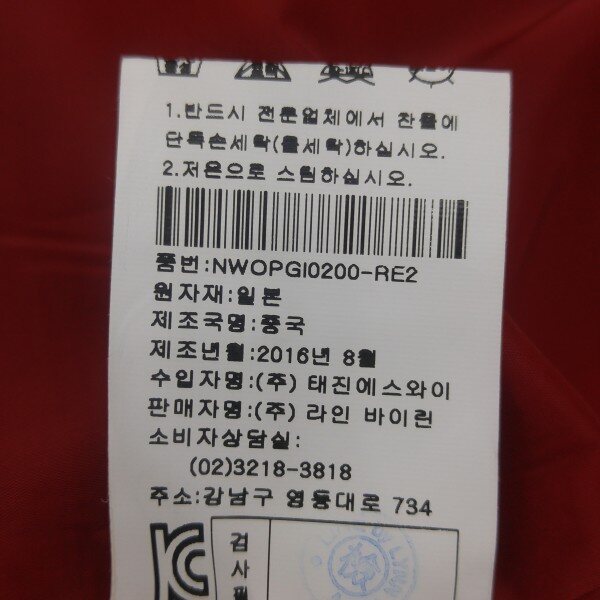 1.반드시 전문업체에서 찬물에
단독손세탁(물세탁)하십시오.
2.저온으로 스팀하십시오.
품번:NWOPGI0200-RE2
원자재:일본
제조국명:중국
제조년월:2016년 8월
수입자명:(주) 태진에스와이
판매자명:(주) 라인 바이린
소비자상담실:
(02)3218-3818
주소:강남구 영동대로 734
검
사
필